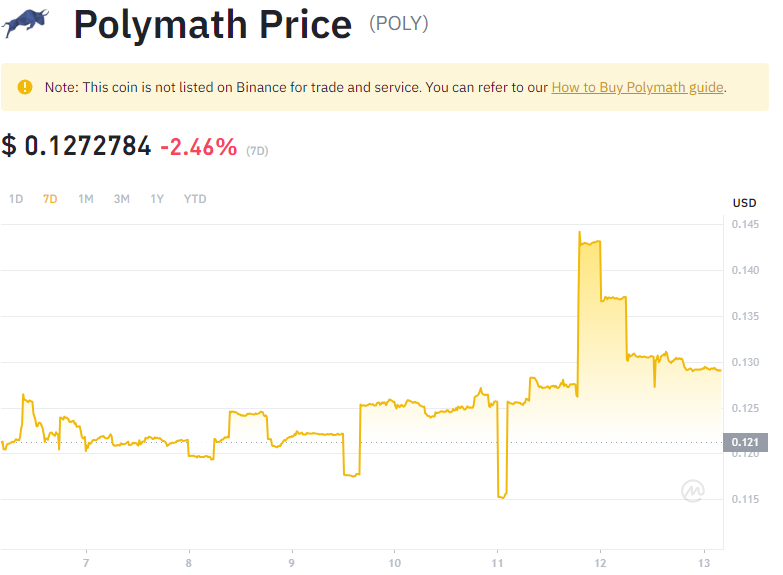 Polymath Price (POLY)
Note: This coin is not listed on Binance for trade and service. You can refer to our How to Buy Polymath guide.
$ 0.1272784 -2.46% (7D)
1D 7D 1M 3M 1Y YTD
USD
0.145
0.140
0.135
0.130
0.125
0.121
0.120
0.115
7 8 9 10 11 12 13